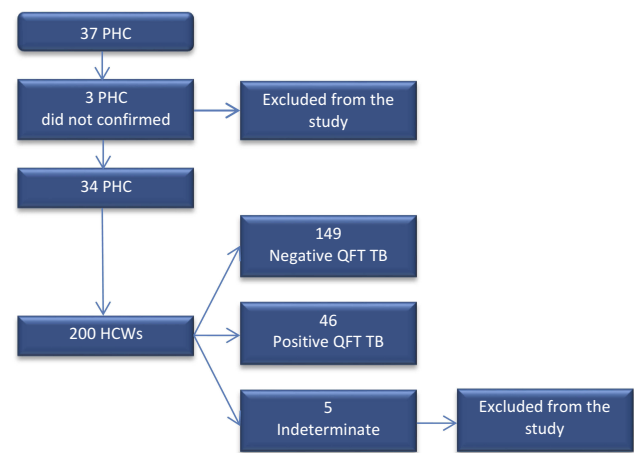 37 PHC
3 PHC
did not confirmed
Excluded from the
study
34 PHC
149
Negative QFT TB
200 HCWs
46
Positive QFT TB
5
Indeterminate
Excluded from the
study